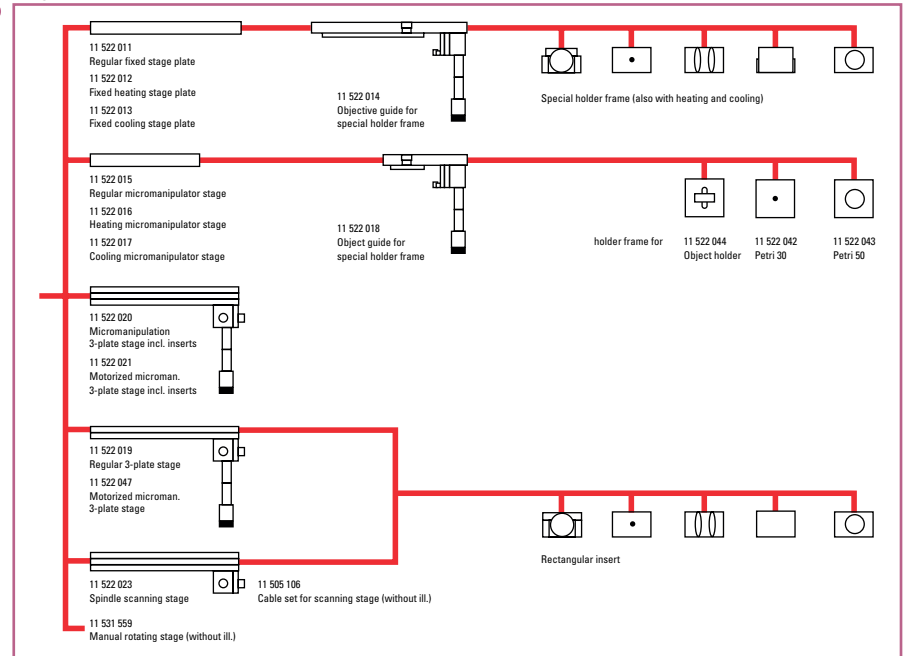 11 522 011
Regular fixed stage plate
11 522 012
Fixed heating stage plate
11 522 013
Fixed cooling stage plate
11 522 014
Objective guide for
special holder frame
Special holder frame (also with heating and cooling)
11 522 015
Regular micromanipulator stage
11 522 016
Heating micromanipulator stage
11 522 017
Cooling micromanipulator stage
11 522 018
Object guide for
special holder frame
holder frame for
11 522 044
Object holder
11 522 042
Petri 30
11 522 043
Petri 50
11 522 020
Micromanipulation
3-plate stage incl. inserts
11 522 021
Motorized microman.
3-plate stage incl. inserts
11 522 019
Regular 3-plate stage
11 522 047
Motorized microman.
3-plate stage
Rectangular insert
11 522 023
Spindle scanning stage
11 505 106
Cable set for scanning stage (without ill.)
11 531 559
Manual rotating stage (without ill.)